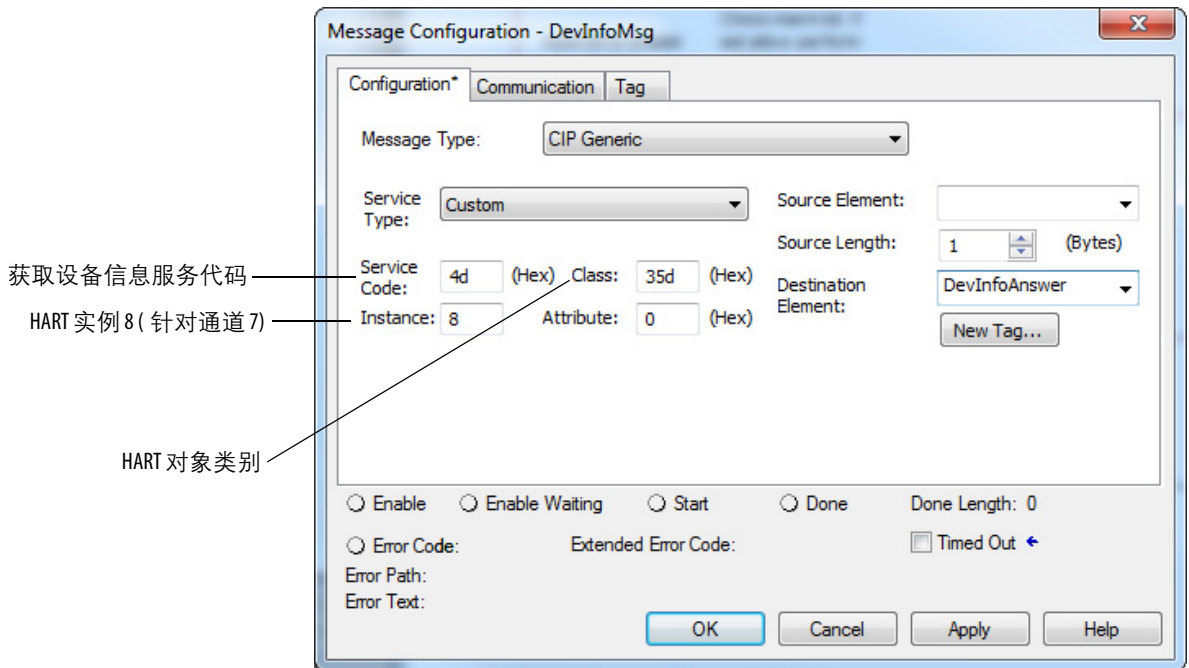 Message Configuration - DevInfoMsg
Configuration* Communication Tag
Message Type: CIP Generic
Service Type: Custom
Source Element:
Source Length: 1 (Bytes)
获取设备信息服务代码
Service Code: 4d (Hex) Class: 35d (Hex)
Destination Element: DevInfoAnswer
HART 实例 8 ( 针对通道 7)
Instance: 8 Attribute: 0 (Hex)
New Tag...
HART 对象类别
Enable Enable Waiting Start Done Done Length: 0
Error Code: Extended Error Code: Timed Out
Error Path:
Error Text:
OK Cancel Apply Help